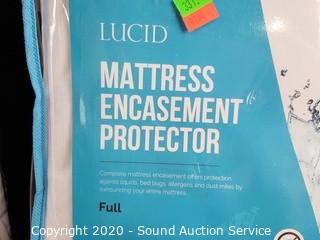 337
LUCID
MATTRESS
ENCASEMENT
PROTECTOR
Complete mattress encasement offers protection
against liquids, bed bugs, allergens, and dust mites by
surrounding your entire mattress.
Full
Copyright 2020 - Sound Auction Service